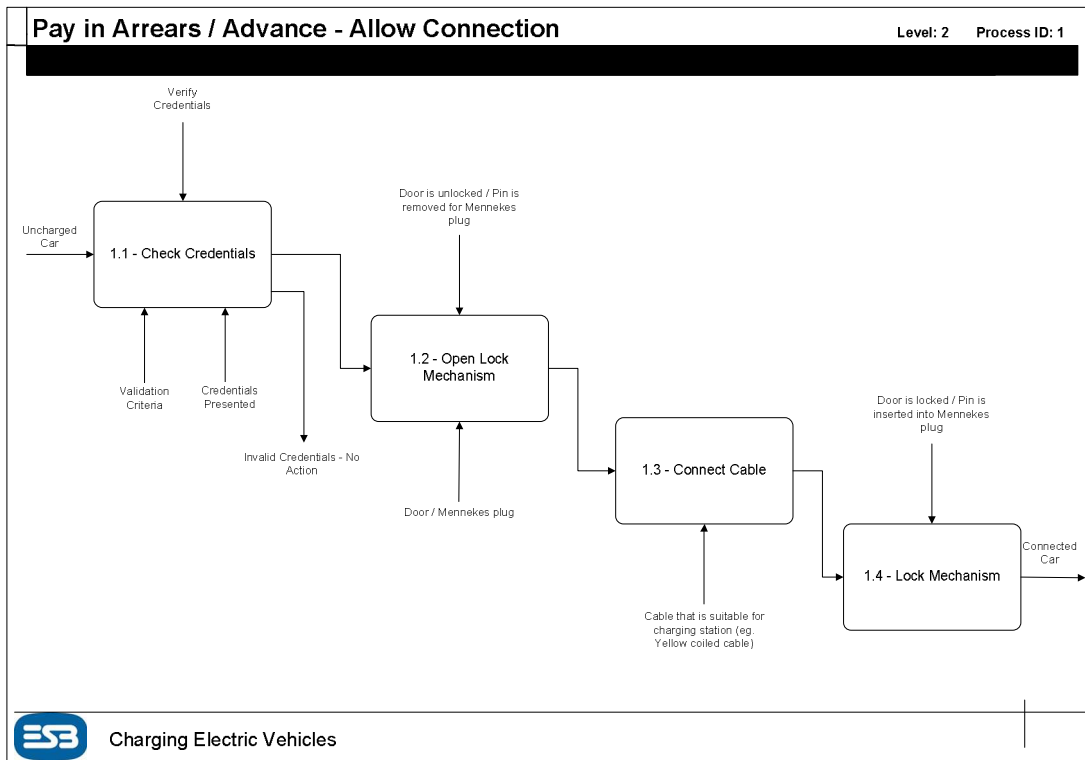 Pay in Arrears / Advance - Allow Connection
Level: 2 Process ID: 1
Verify
Credentials
Door is unlocked / Pin is
removed for Mennekes
plug
Uncharged
Car
1.1 - Check Credentials
1.2 - Open Lock
Mechanism
Validation
Criteria
Credentials
Presented
Door is locked / Pin is
inserted into Mennekes
plug
Invalid Credentials - No
Action
1.3 - Connect Cable
Door / Mennekes plug
Connected
Car
1.4 - Lock Mechanism
Cable that is suitable for
charging station (eg.
Yellow coiled cable)
ESB
Charging Electric Vehicles